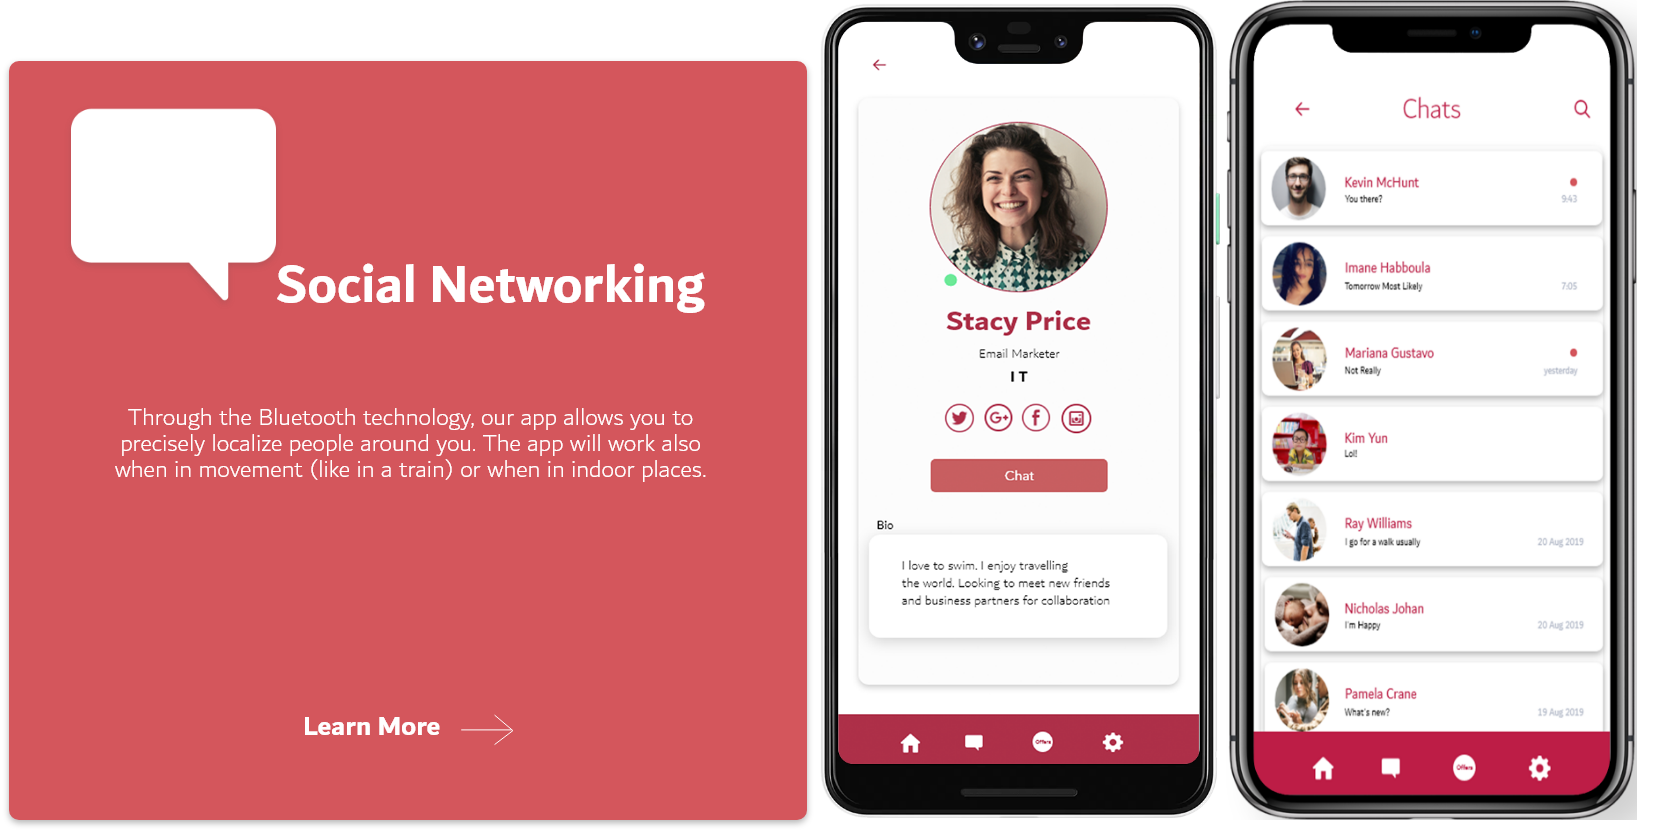 Social Networking
Through the Bluetooth technology, our app allows you to
precisely localize people around you. The app will work also
when in movement (like in a train) or when in indoor places.
Learn More
Stacy Price
Email Marketer
IT
G+
Chat
Bio
I love to swim. I enjoy travelling
the world. Looking to meet new friends
and business partners for collaboration
Offers
Chats
Kevin McHunt
You there?
9:43
Imane Habboula
Tomorrow Most Likely
7:05
Mariana Gustavo
Not Really
yesterday
Kim Yun
Lol!
Ray Williams
I go for a walk usually
20 Aug 2019
Nicholas Johan
I'm Happy
20 Aug 2019
Pamela Crane
What's new?
19 Aug 2019
Offers